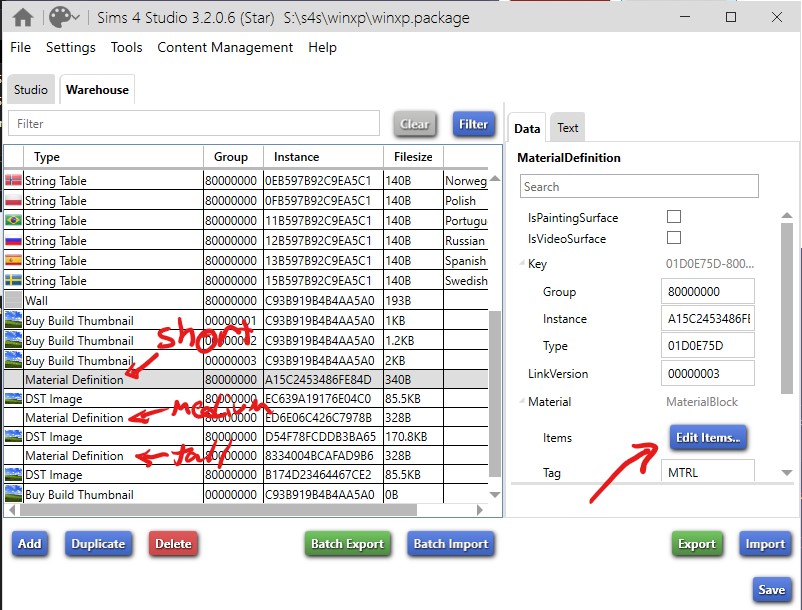 Sims 4 Studio 3.2.0.6 (Star) S:\s4s\winxp\winxp.package
File Settings Tools Content Management Help
Studio Warehouse
Filter Clear Filter
Type Group Instance Filesize
String Table 80000000 0EB597B92C9EA5C1 140B Norweg
String Table 80000000 0FB597B92C9EA5C1 140B Polish
String Table 80000000 11B597B92C9EA5C1 140B Portugu
String Table 80000000 12B597B92C9EA5C1 140B Russian
String Table 80000000 13B597B92C9EA5C1 140B Spanish
String Table 80000000 15B597B92C9EA5C1 140B Swedish
Wall 80000000 C93B919B4B4AA5A0 193B
Buy Build Thumbnail 00000001 C93B919B4B4AA5A0 1KB
short
Buy Build Thumbnail 00000002 C93B919B4B4AA5A0 1.2KB
Buy Build Thumbnail 00000003 C93B919B4B4AA5A0 2KB
Material Definition 80000000 A15C2453486FE84D 340B
DST Image 00000000 EC639A19176E04C0 85.5KB
medium
Material Definition 80000000 ED6E06C426C7978B 328B
DST Image 00000000 D54F78FCDDB3BA65 170.8KB
Material Definition 80000000 8334004BCAFAD9B6 328B
tall
DST Image 00000000 B174D23464467CE2 85.5KB
Buy Build Thumbnail 00000000 C93B919B4B4AA5A0 0B
Add Duplicate Delete Batch Export Batch Import
Data Text
MaterialDefinition
Search
IsPaintingSurface
IsVideoSurface
Key 01D0E75D-800...
Group 80000000
Instance A15C2453486FE
Type 01D0E75D
LinkVersion 00000003
Material MaterialBlock
Items Edit Items...
Tag MTRL
Export Import
Save